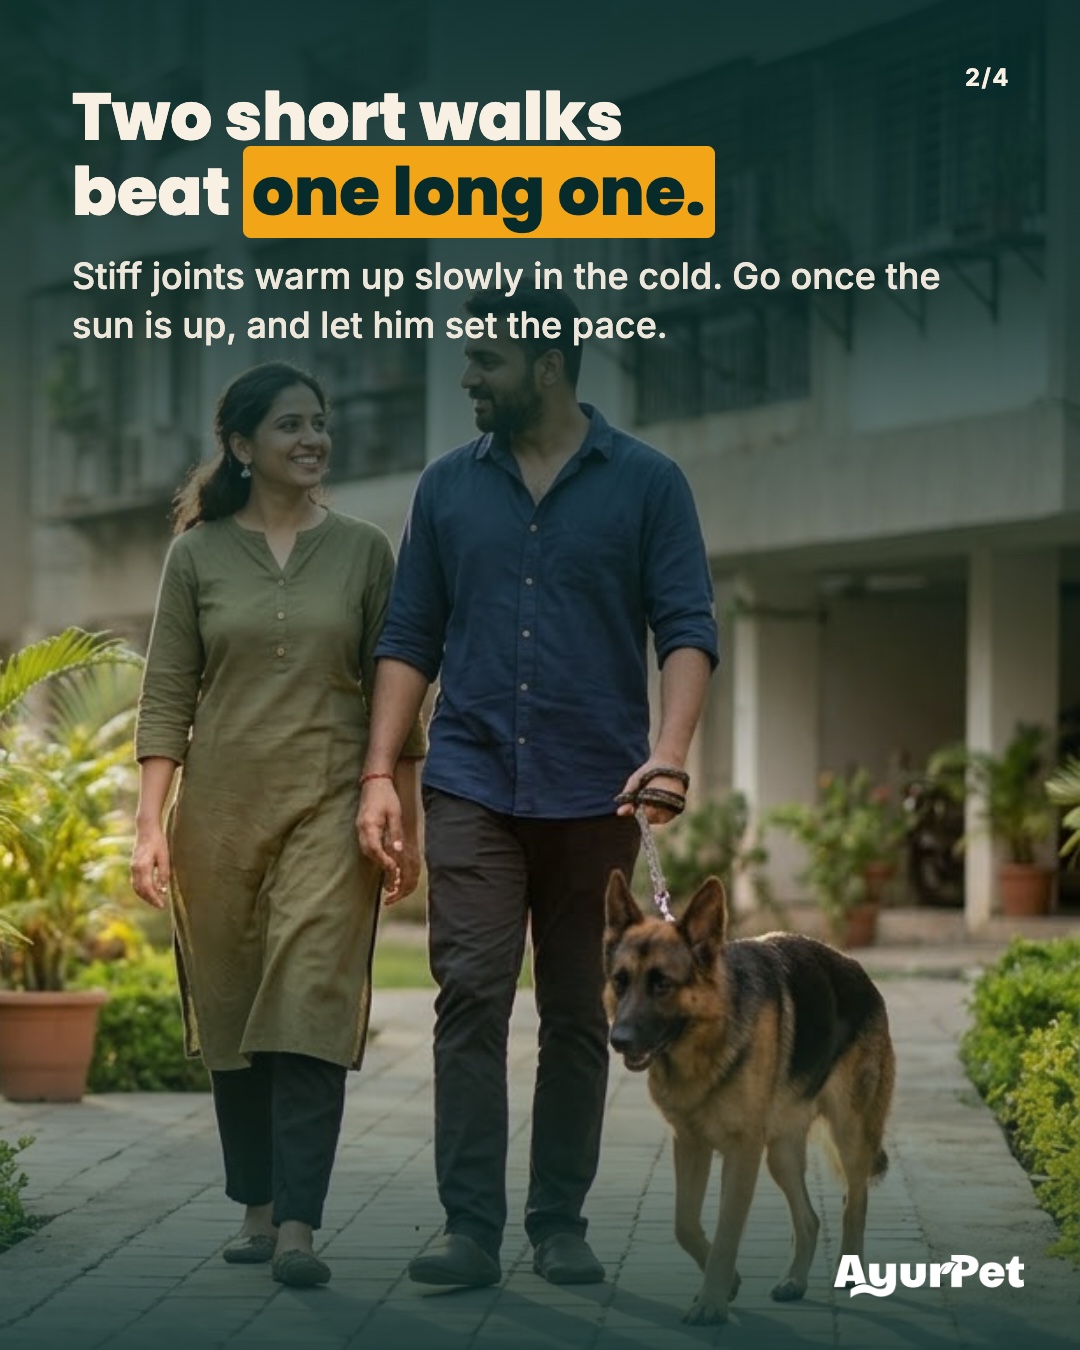 2/4
Two short walks
beat one long one.
Stiff joints warm up slowly in the cold. Go once the
sun is up, and let him set the pace.
AyurPet